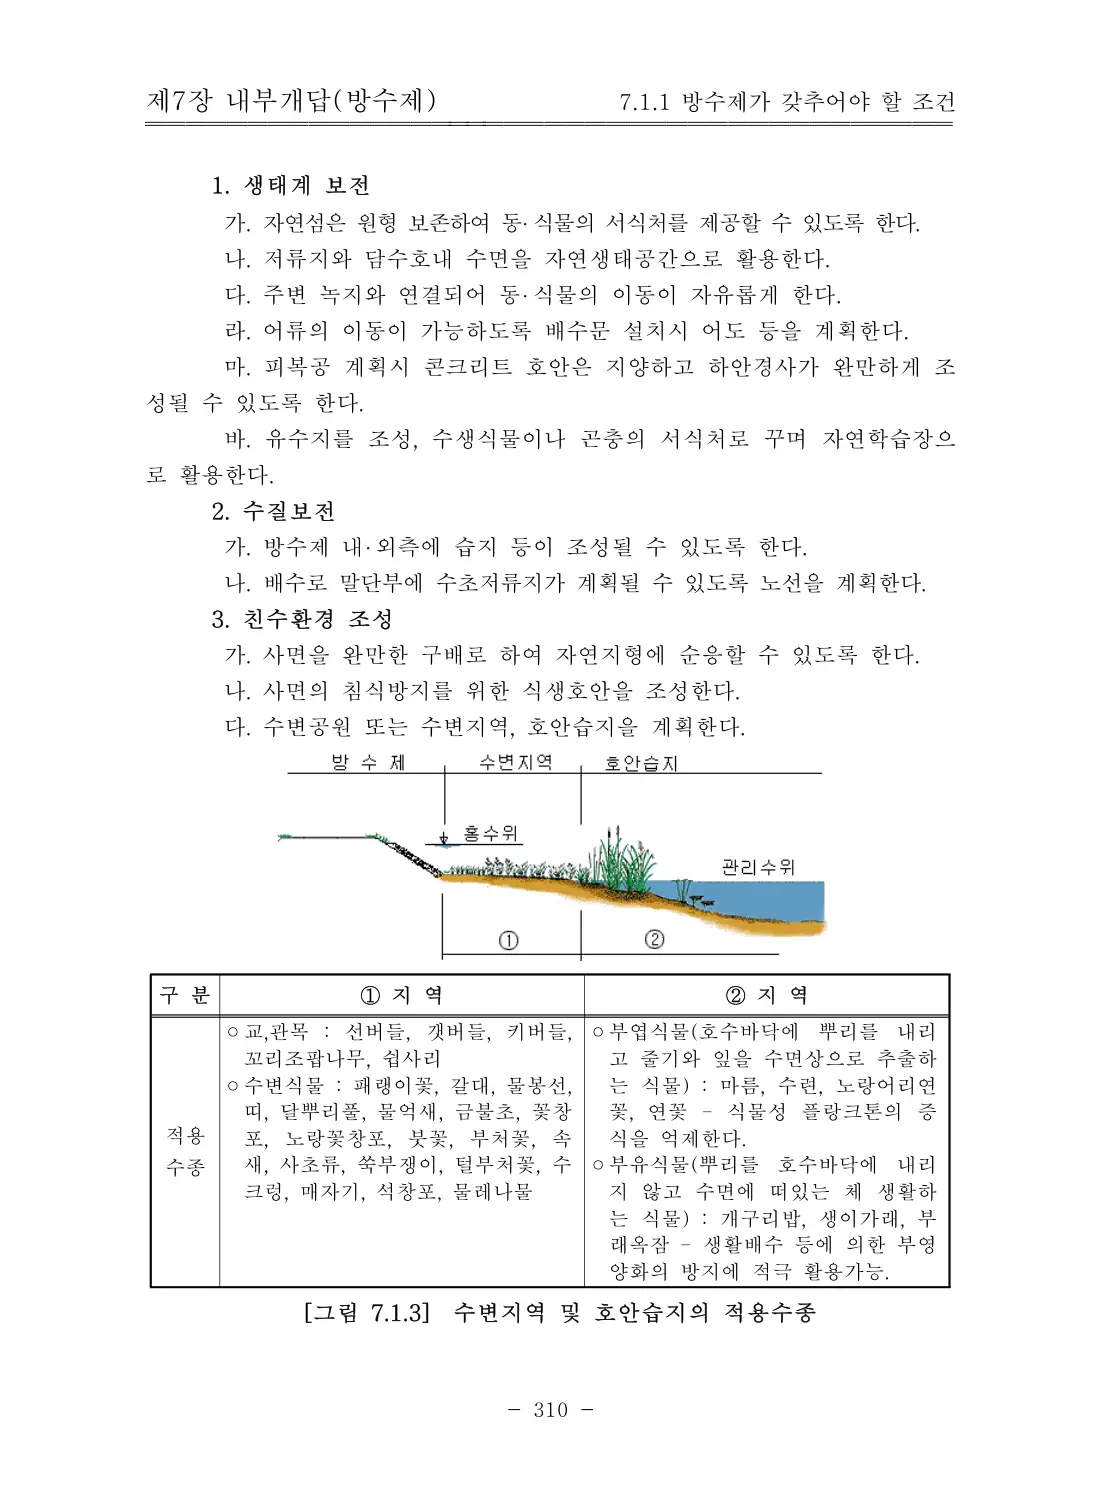 제7장 내부개답(방수제) 7.1.1 방수제가 갖추어야 할 조건
1. 생태계 보전
가. 자연섬은 원형 보존하여 동·식물의 서식처를 제공할 수 있도록 한다.
나. 저류지와 담수호내 수면을 자연생태공간으로 활용한다.
다. 주변 녹지와 연결되어 동·식물의 이동이 자유롭게 한다.
라. 어류의 이동이 가능하도록 배수문 설치시 어도 등을 계획한다.
마. 피복공 계획시 콘크리트 호안은 지양하고 하안경사가 완만하게 조
성될 수 있도록 한다.
바. 유수지를 조성, 수생식물이나 곤충의 서식처로 꾸며 자연학습장으
로 활용한다.
2. 수질보전
가. 방수제 내·외측에 습지 등이 조성될 수 있도록 한다.
나. 배수로 말단부에 수초저류지가 계획될 수 있도록 노선을 계획한다.
3. 친수환경 조성
가. 사면을 완만한 구배로 하여 자연지형에 순응할 수 있도록 한다.
나. 사면의 침식방지를 위한 식생호안을 조성한다.
다. 수변공원 또는 수변지역, 호안습지을 계획한다.
방 수 제 수변지역 호안습지
홍수위
관리수위
① ②
구 분 ① 지 역 ② 지 역
적용
수종
○ 교,관목 : 선버들, 갯버들, 키버들,
꼬리조팝나무, 쉽사리
○ 수변식물 : 패랭이꽃, 갈대, 물봉선,
띠, 달뿌리풀, 물억새, 금불초, 꽃창
포, 노랑꽃창포, 붓꽃, 부처꽃, 속
새, 사초류, 쑥부쟁이, 털부처꽃, 수
크렁, 매자기, 석창포, 물레나물
○ 부엽식물(호수바닥에 뿌리를 내리
고 줄기와 잎을 수면상으로 추출하
는 식물) : 마름, 수련, 노랑어리연
꽃, 연꽃 - 식물성 플랑크톤의 증
식을 억제한다.
○ 부유식물(뿌리를 호수바닥에 내리
지 않고 수면에 떠있는 체 생활하
는 식물) : 개구리밥, 생이가래, 부
래옥잠 - 생활배수 등에 의한 부영
양화의 방지에 적극 활용가능.
[그림 7.1.3] 수변지역 및 호안습지의 적용수종
- 310 -